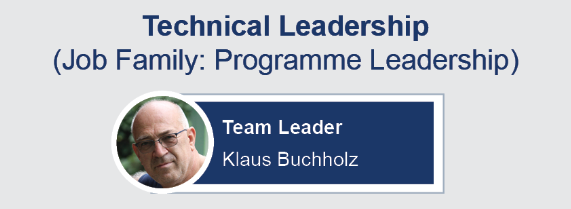 Technical Leadership
(Job Family: Programme Leadership)
Team Leader
Klaus Buchholz